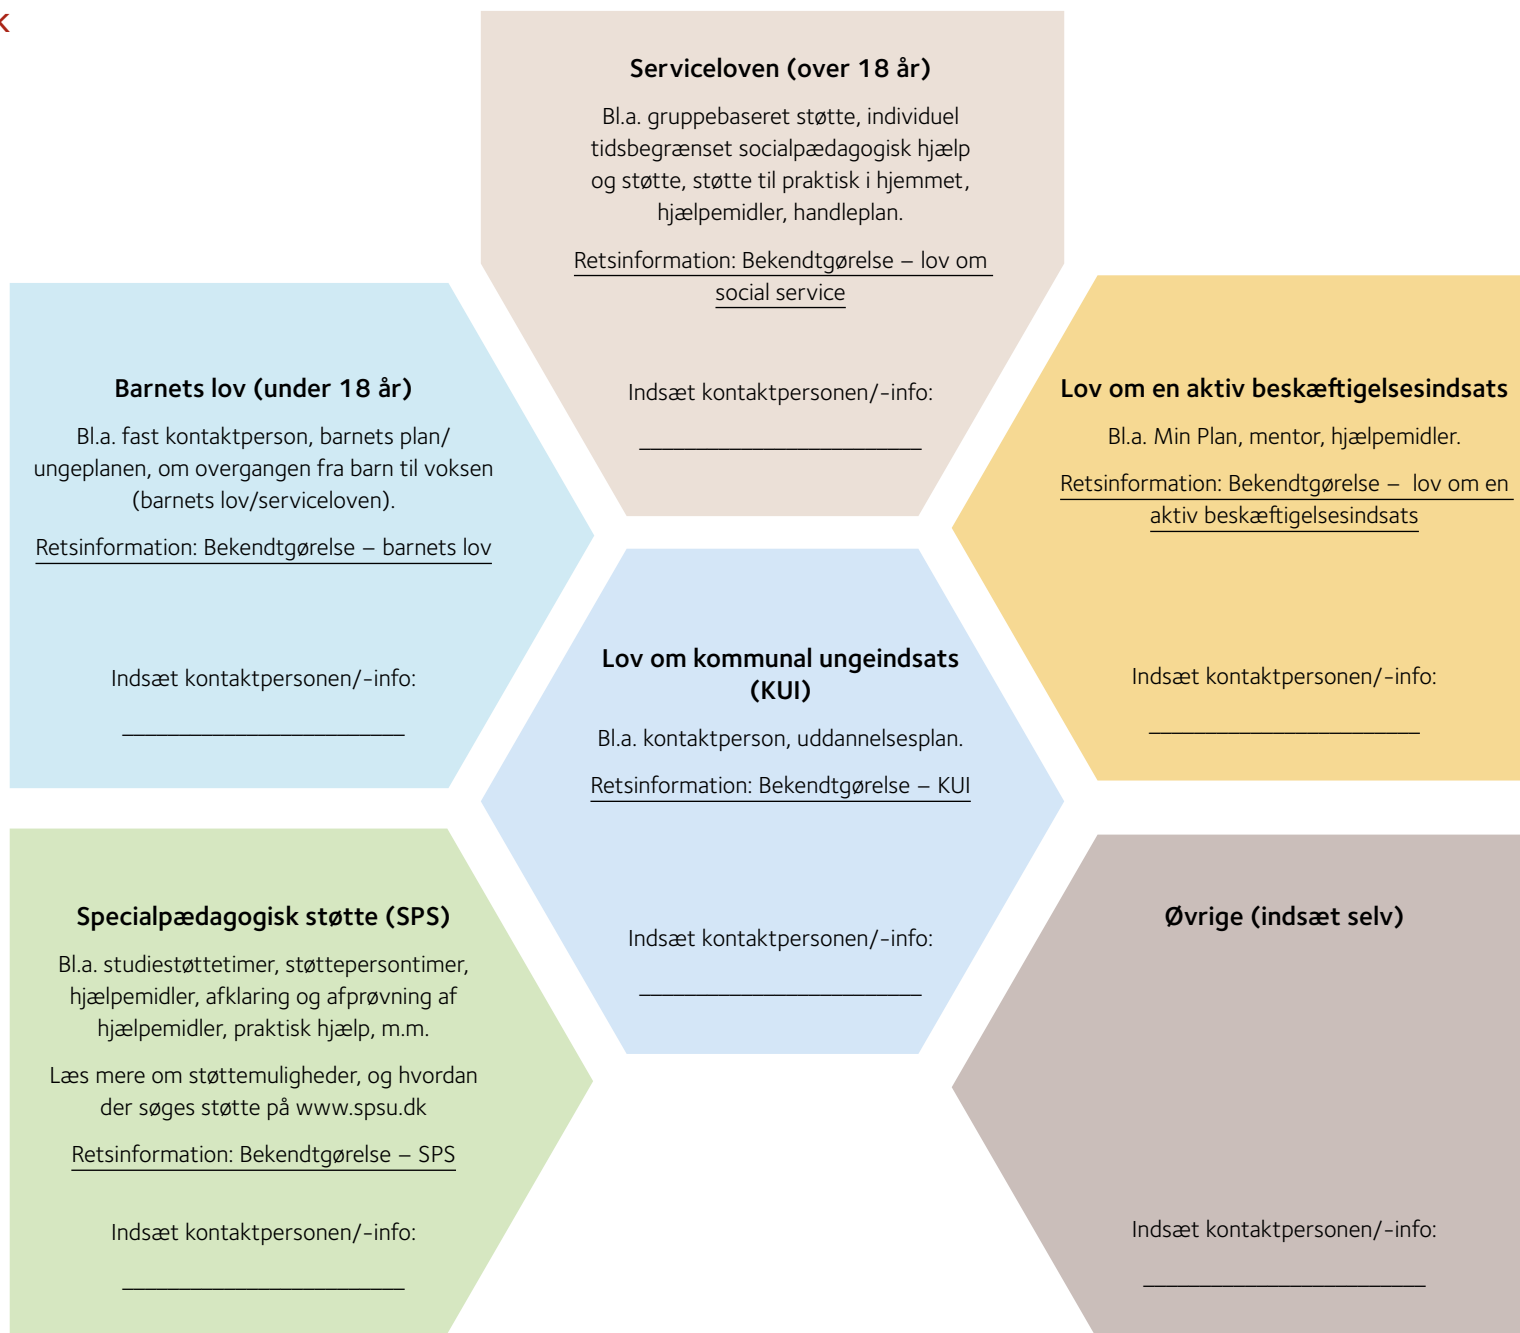 K
Serviceloven (over 18 år)
Bl.a. gruppebaseret støtte, individuel
tidsbegrænset socialpædagogisk hjælp
og støtte, støtte til praktisk i hjemmet,
hjælpemidler, handleplan.
Retsinformation: Bekendtgørelse – lov om
social service
Indsæt kontaktpersonen/-info:
_________________________
Barnets lov (under 18 år)
Bl.a. fast kontaktperson, barnets plan/
ungeplanen, om overgangen fra barn til voksen
(barnets lov/serviceloven).
Retsinformation: Bekendtgørelse – barnets lov
Indsæt kontaktpersonen/-info:
_________________________
Lov om en aktiv beskæftigelsesindsats
Bl.a. Min Plan, mentor, hjælpemidler.
Retsinformation: Bekendtgørelse – lov om en
aktiv beskæftigelsesindsats
Indsæt kontaktpersonen/-info:
________________________
Lov om kommunal ungeindsats
(KUI)
Bl.a. kontaktperson, uddannelsesplan.
Retsinformation: Bekendtgørelse – KUI
Indsæt kontaktpersonen/-info:
_________________________
Specialpædagogisk støtte (SPS)
Bl.a. studiestøttetimer, støttepersontimer,
hjælpemidler, afklaring og afprøvning af
hjælpemidler, praktisk hjælp, m.m.
Læs mere om støttemuligheder, og hvordan
der søges støtte på www.spsu.dk
Retsinformation: Bekendtgørelse – SPS
Indsæt kontaktpersonen/-info:
_________________________
Øvrige (indsæt selv)
Indsæt kontaktpersonen/-info:
_________________________